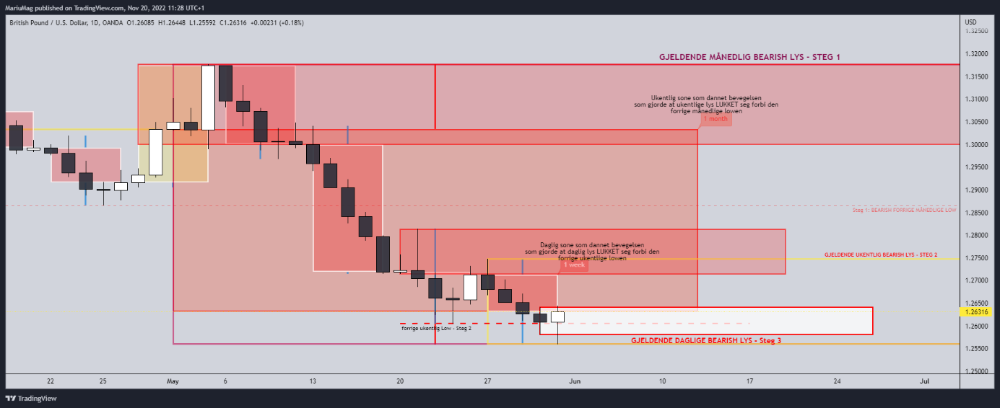 MariuMag published on TradingView.com, Nov 20, 2022 11:28 UTC+1
British Pound / U.S. Dollar, 1D, OANDA O1.26085 H1.26448 L1.25592 C1.26316 +0.00231 (+0.18%)
USD
1.32500
GJELDENDE MÅNEDLIG BEARISH LYS - STEG 1
1.32000
1.31500
Ukentlig sone som dannet bevegelsen
som gjorde at ukentlige lys LUKKET seg forbi den
forrige månedlige lowen
1.31000
1 month
1.30500
1.30000
1.29500
1.29000
Steg 1: BEARISH FORRIGE MÅNEDLIGE LOW
1.28500
1.28000
Daglig sone som dannet bevegelsen
som gjorde at daglig lys LUKKET seg forbi den
forrige ukentlige lowen
GJELDENDE UKENTLIG BEARISH LYS - STEG 2
1.27500
1 week
1.27000
1.26500
1.26316
forrige ukentlig Low - Steg 2
1.26000
GJELDENDE DAGLIGE BEARISH LYS - Steg 3
1.25500
1.25000
22 25 May 6 13 20 27 Jun 10 17 24 Jul
TradingView